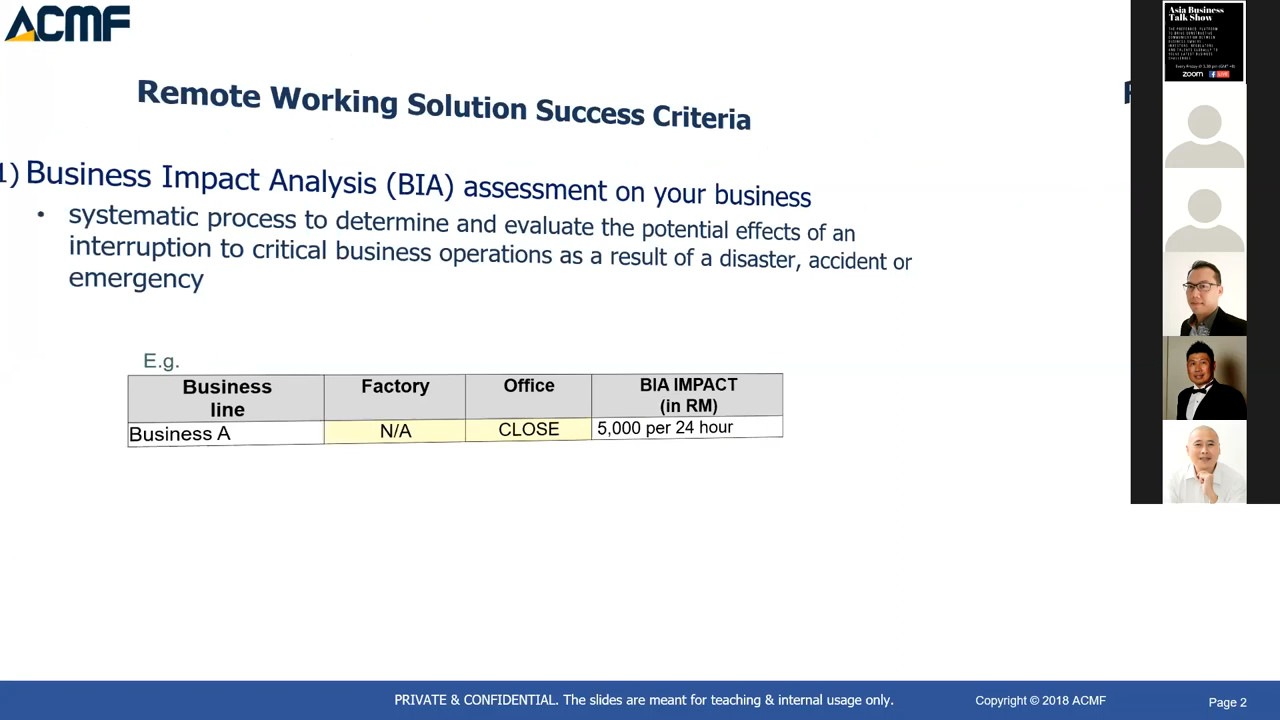 ACMF
Remote Working Solution Success Criteria
1) Business Impact Analysis (BIA) assessment on your business
• systematic process to determine and evaluate the potential effects of an
interruption to critical business operations as a result of a disaster, accident or
emergency
E.g.
Business line Factory Office BIA IMPACT (in RM)
Business A N/A CLOSE 5,000 per 24 hour
PRIVATE & CONFIDENTIAL. The slides are meant for teaching & internal usage only. Copyright © 2018 ACMF Page 2
Asia Business
Talk Show
zoom
LIVE